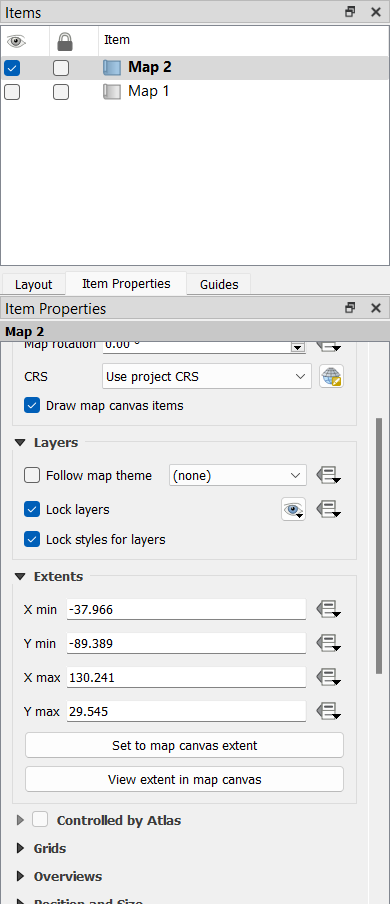 Items
Item
Map 2
Map 1
Layout Item Properties Guides
Item Properties
Map 2
Map rotation 0.00 °
CRS Use project CRS
Draw map canvas items
Layers
Follow map theme (none)
Lock layers
Lock styles for layers
Extents
X min -37.966
Y min -89.389
X max 130.241
Y max 29.545
Set to map canvas extent
View extent in map canvas
Controlled by Atlas
Grids
Overviews
Position and Size